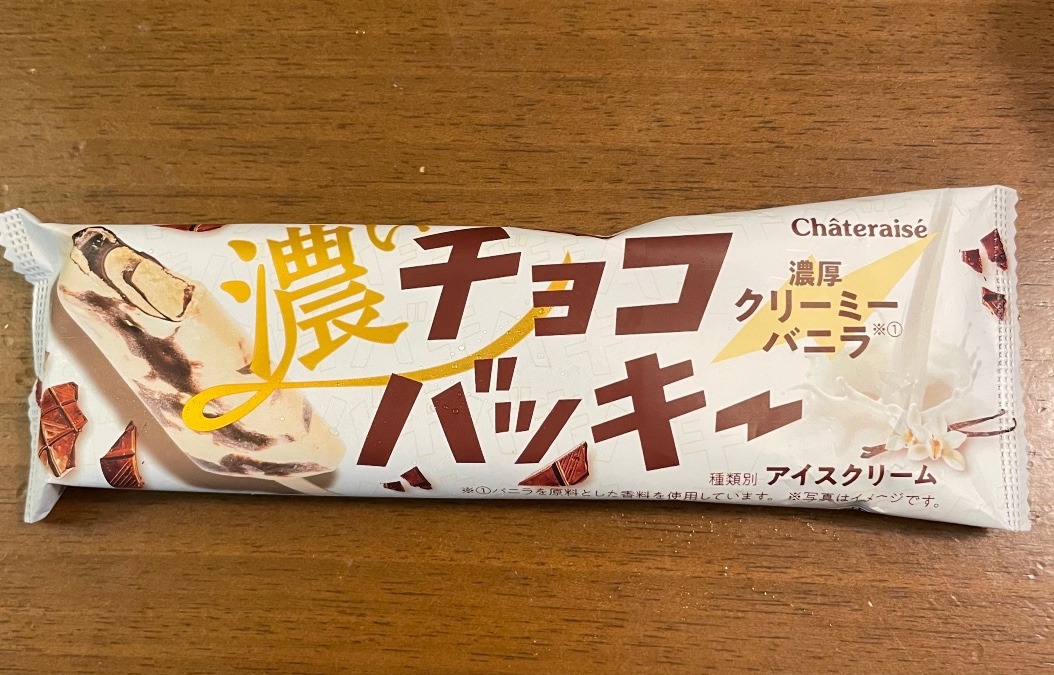 Châteraisé
濃い
チョコ
バッキー
濃厚
クリーミー
バニラ※①
種類別 アイスクリーム
※①バニラを原料とした香料を使用しています。 ※写真はイメージです。